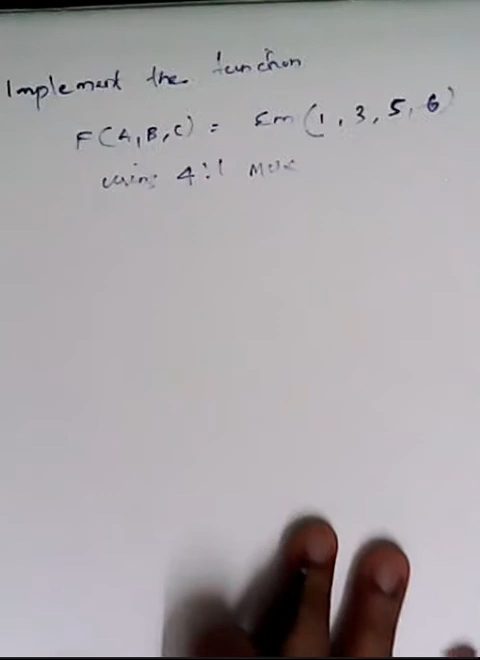 Implement the function
F(A,B,C) = Σm (1, 3, 5, 6)
using 4:1 Mux